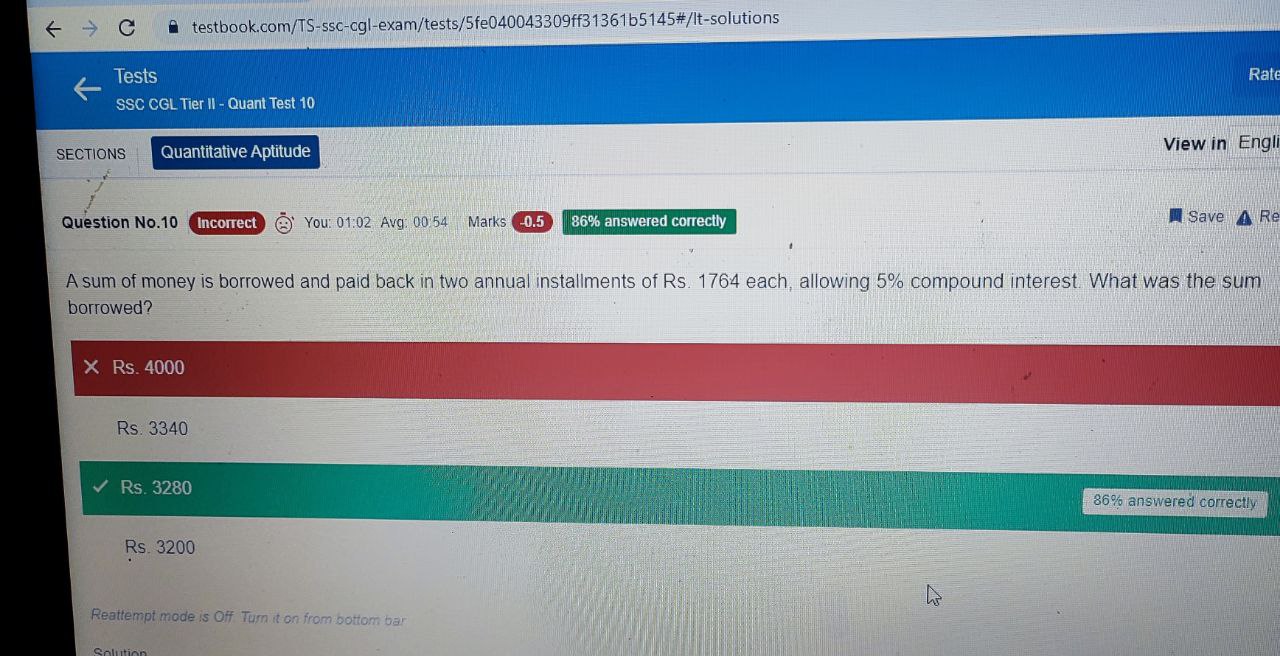 testbook.com/TS-ssc-cgl-exam/tests/5fe040043309ff31361b5145#/lt-solutions
Tests
Rate
SSC CGL Tier II - Quant Test 10
SECTIONS Quantitative Aptitude
View in Engli
Question No.10 Incorrect You: 01:02 Avg: 00:54 Marks -0.5 86% answered correctly
Save Re
A sum of money is borrowed and paid back in two annual installments of Rs. 1764 each, allowing 5% compound interest. What was the sum
borrowed?
Rs. 4000
Rs. 3340
Rs. 3280
86% answered correctly
Rs. 3200
Reattempt mode is Off. Turn it on from bottom bar
Solution